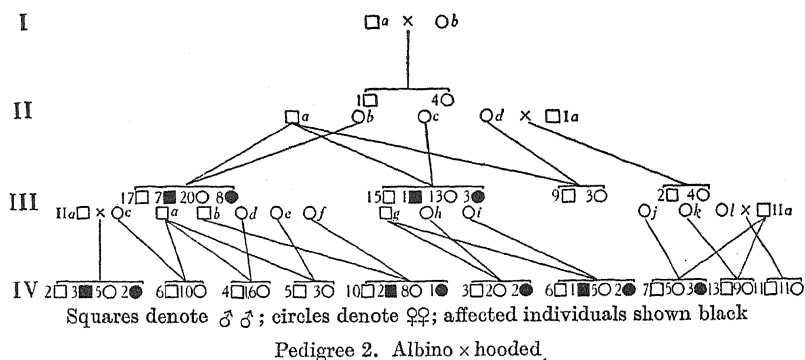 I □a × ○b
II 1□ 4○
□a ○b ○c ○d × □Ia
17□ 7■ 20○ 8● 15□ 1■ 13○ 3● 9□ 3○ 2□ 4○
III IIa□ × ○c □a □b ○d ○e ○f □g ○h ○i ○j ○k ○l × □IIa
IV 2□ 3■ 5○ 2● 6□ 10○ 4□ 16○ 5□ 3○ 10□ 2■ 8○ 1● 3□ 2○ 2● 6□ 1■ 5○ 2● 7□ 5○ 3● 13□ 9○ 11□ 11○
Squares denote ♂♂; circles denote ♀♀; affected individuals shown black
Pedigree 2. Albino × hooded